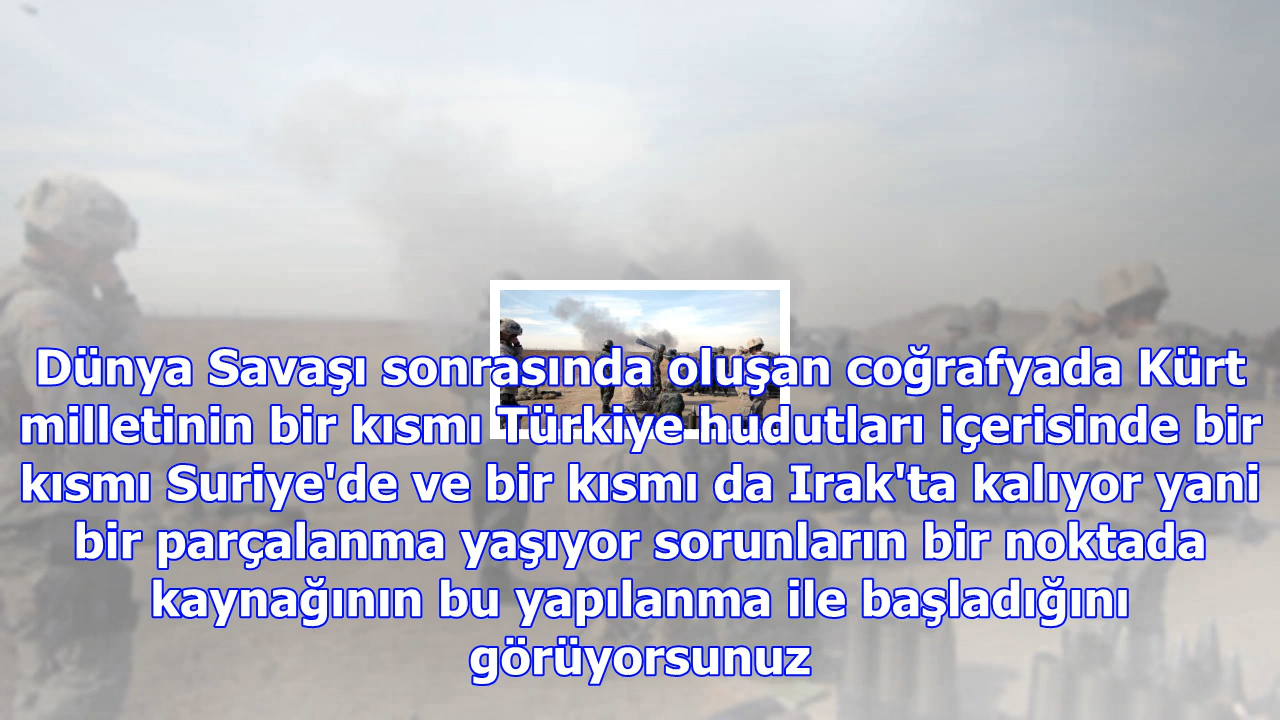 Dünya Savaşı sonrasında oluşan coğrafyada Kürt
milletinin bir kısmı Türkiye hudutları içerisinde bir
kısmı Suriye'de ve bir kısmı da Irak'ta kalıyor yani
bir parçalanma yaşıyor sorunların bir noktada
kaynağının bu yapılanma ile başladığını
görüyorsunuz